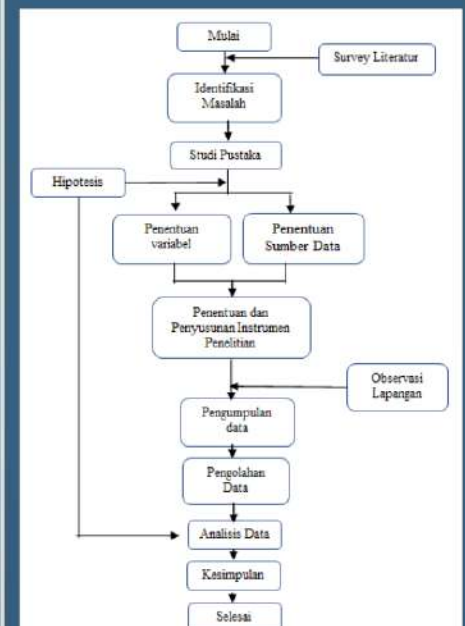 Mulai
Survey Literatur
Identifikasi
Masalah
Studi Pustaka
Hipotesis
Penentuan
variabel
Penentuan
Sumber Data
Penentuan dan
Penyusunan Instrumen
Penelitian
Observasi
Lapangan
Pengumpulan
data
Pengolahan
Data
Analisis Data
Kesimpulan
Selesai